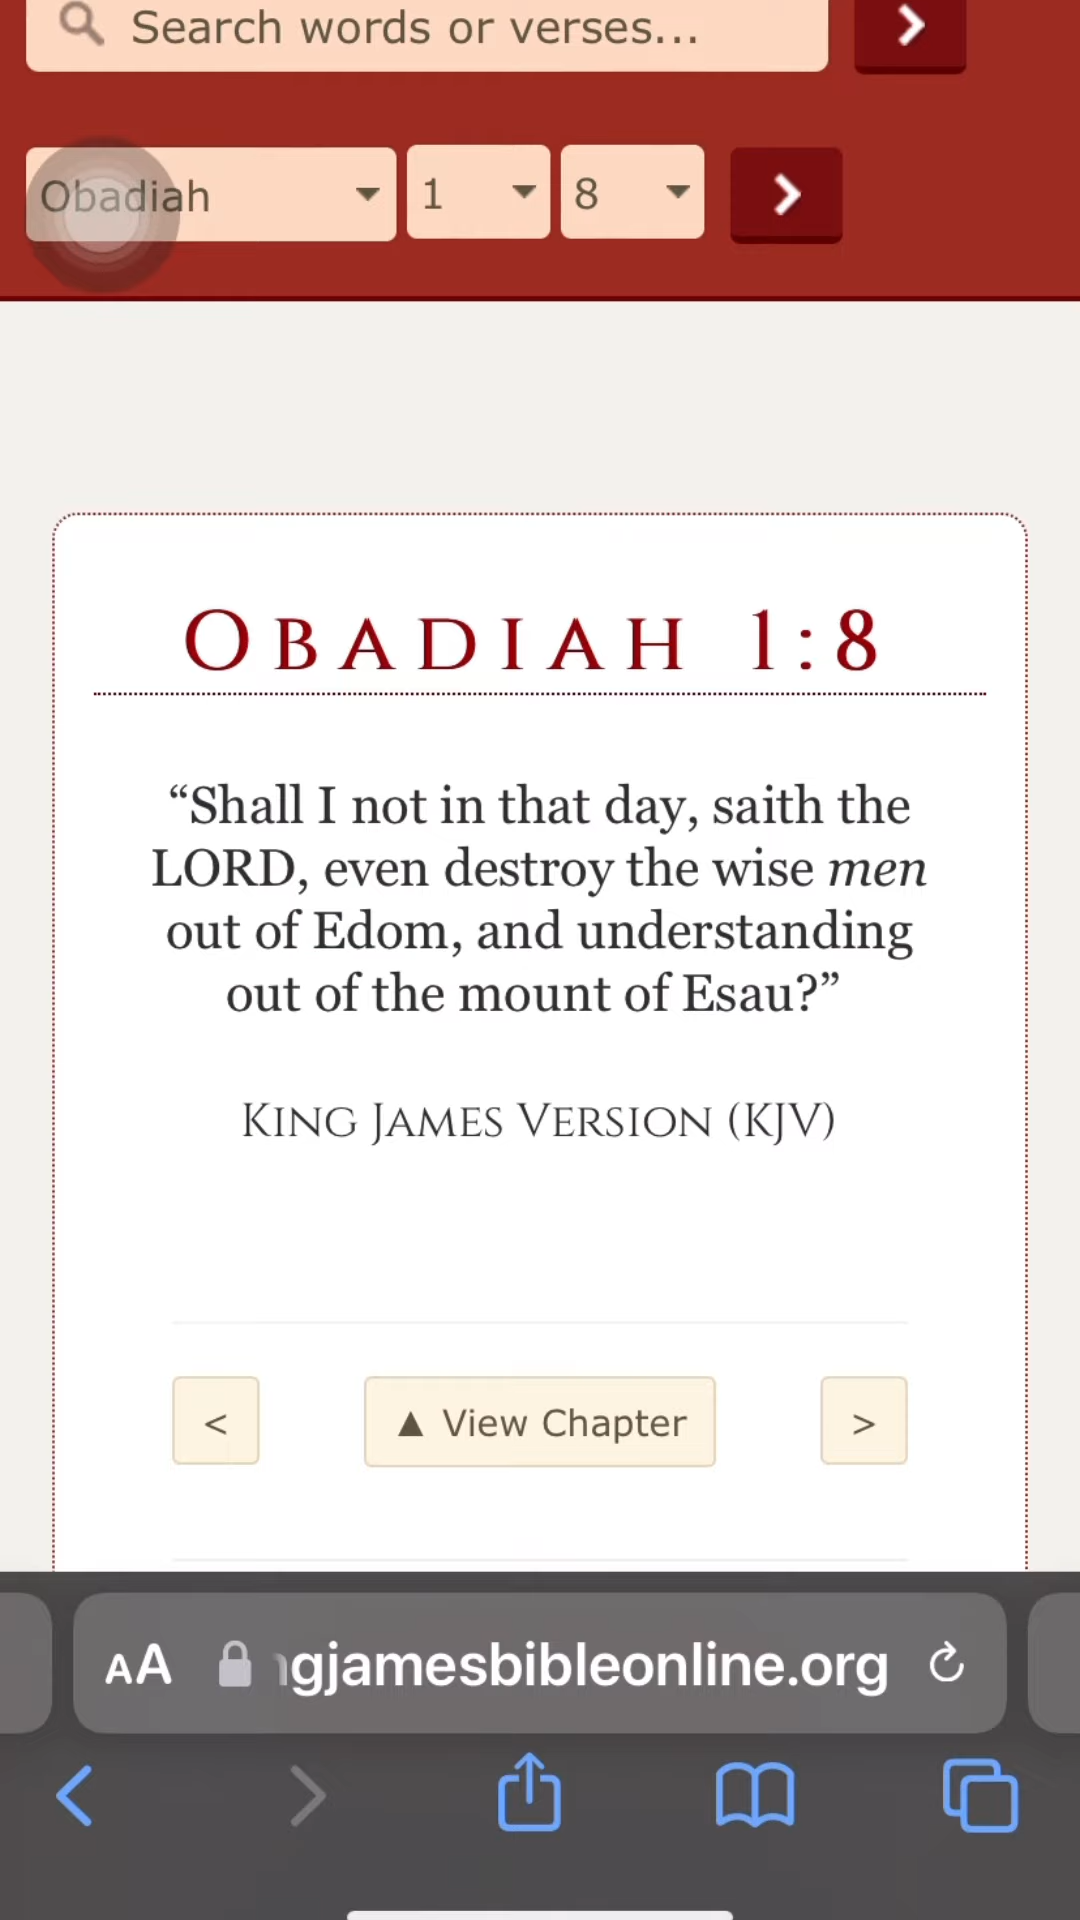 Search words or verses...
Obadiah 1 8
OBADIAH 1:8
“Shall I not in that day, saith the
LORD, even destroy the wise men
out of Edom, and understanding
out of the mount of Esau?”
KING JAMES VERSION (KJV)
< ▲ View Chapter >
AA gjamesbibleonline.org